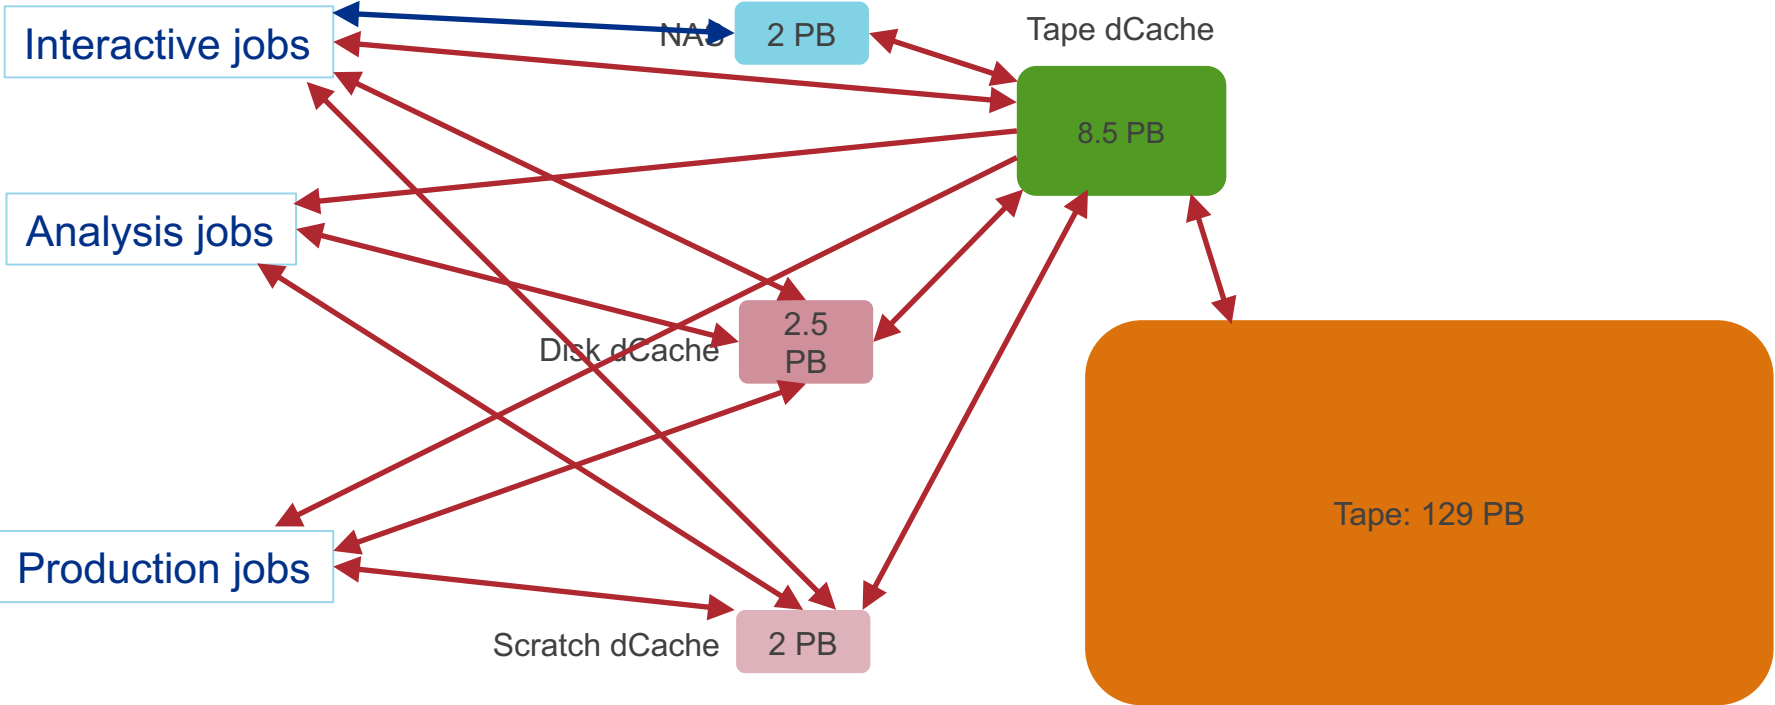 Interactive jobs
NAS
2 PB
Tape dCache
8.5 PB
Analysis jobs
Disk dCache
2.5
PB
Tape: 129 PB
Production jobs
Scratch dCache
2 PB